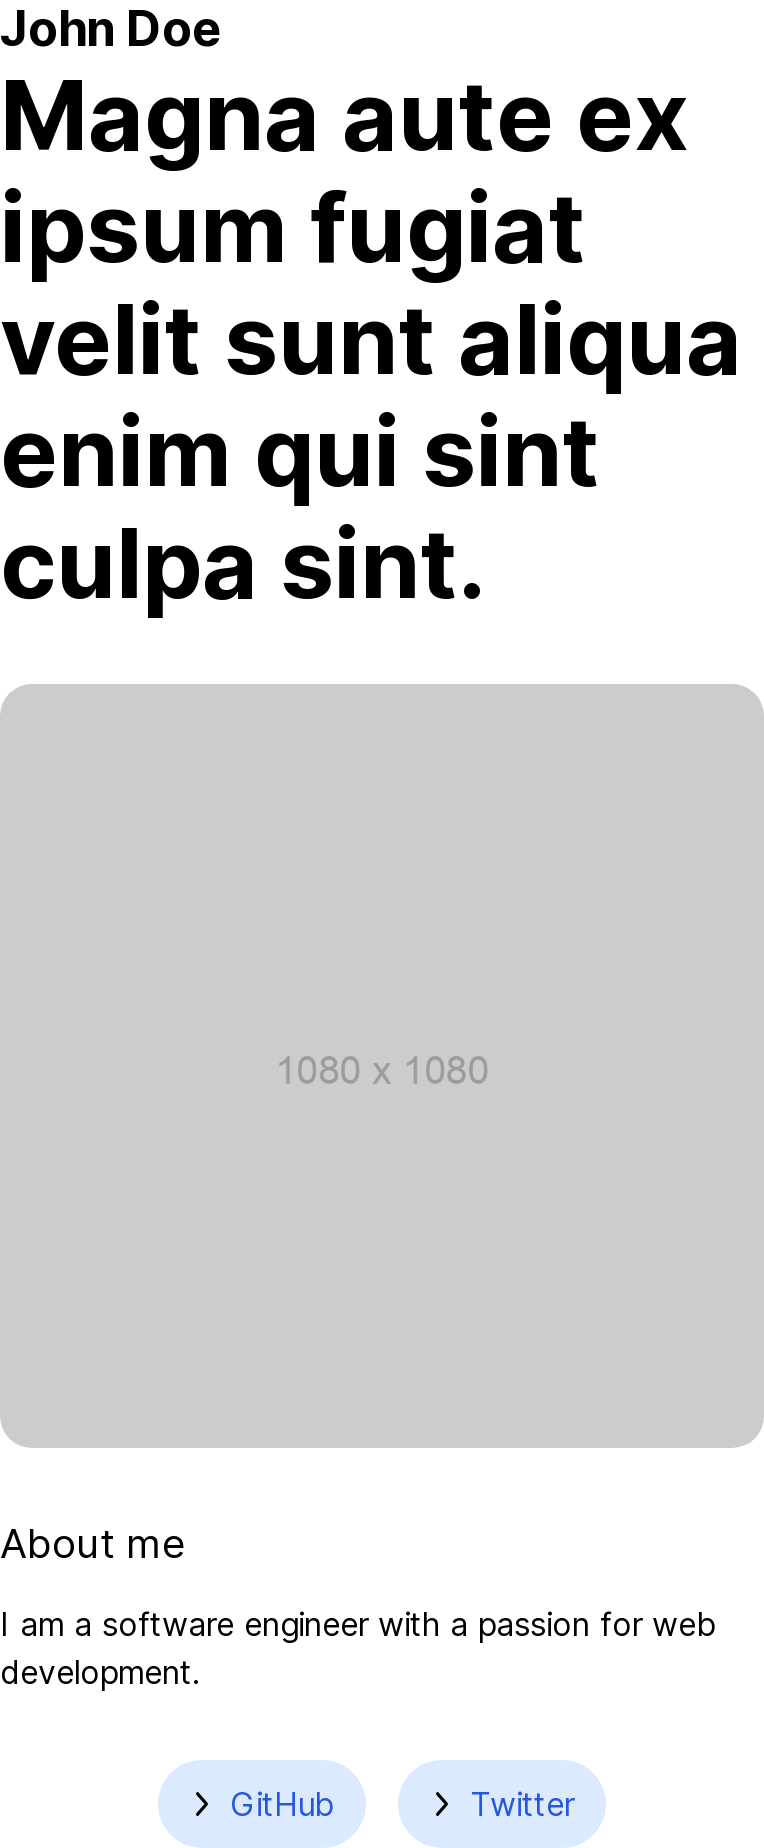 John Doe
Magna aute ex
ipsum fugiat
velit sunt aliqua
enim qui sint
culpa sint.
1080 x 1080
About me
I am a software engineer with a passion for web
development.
GitHub
Twitter